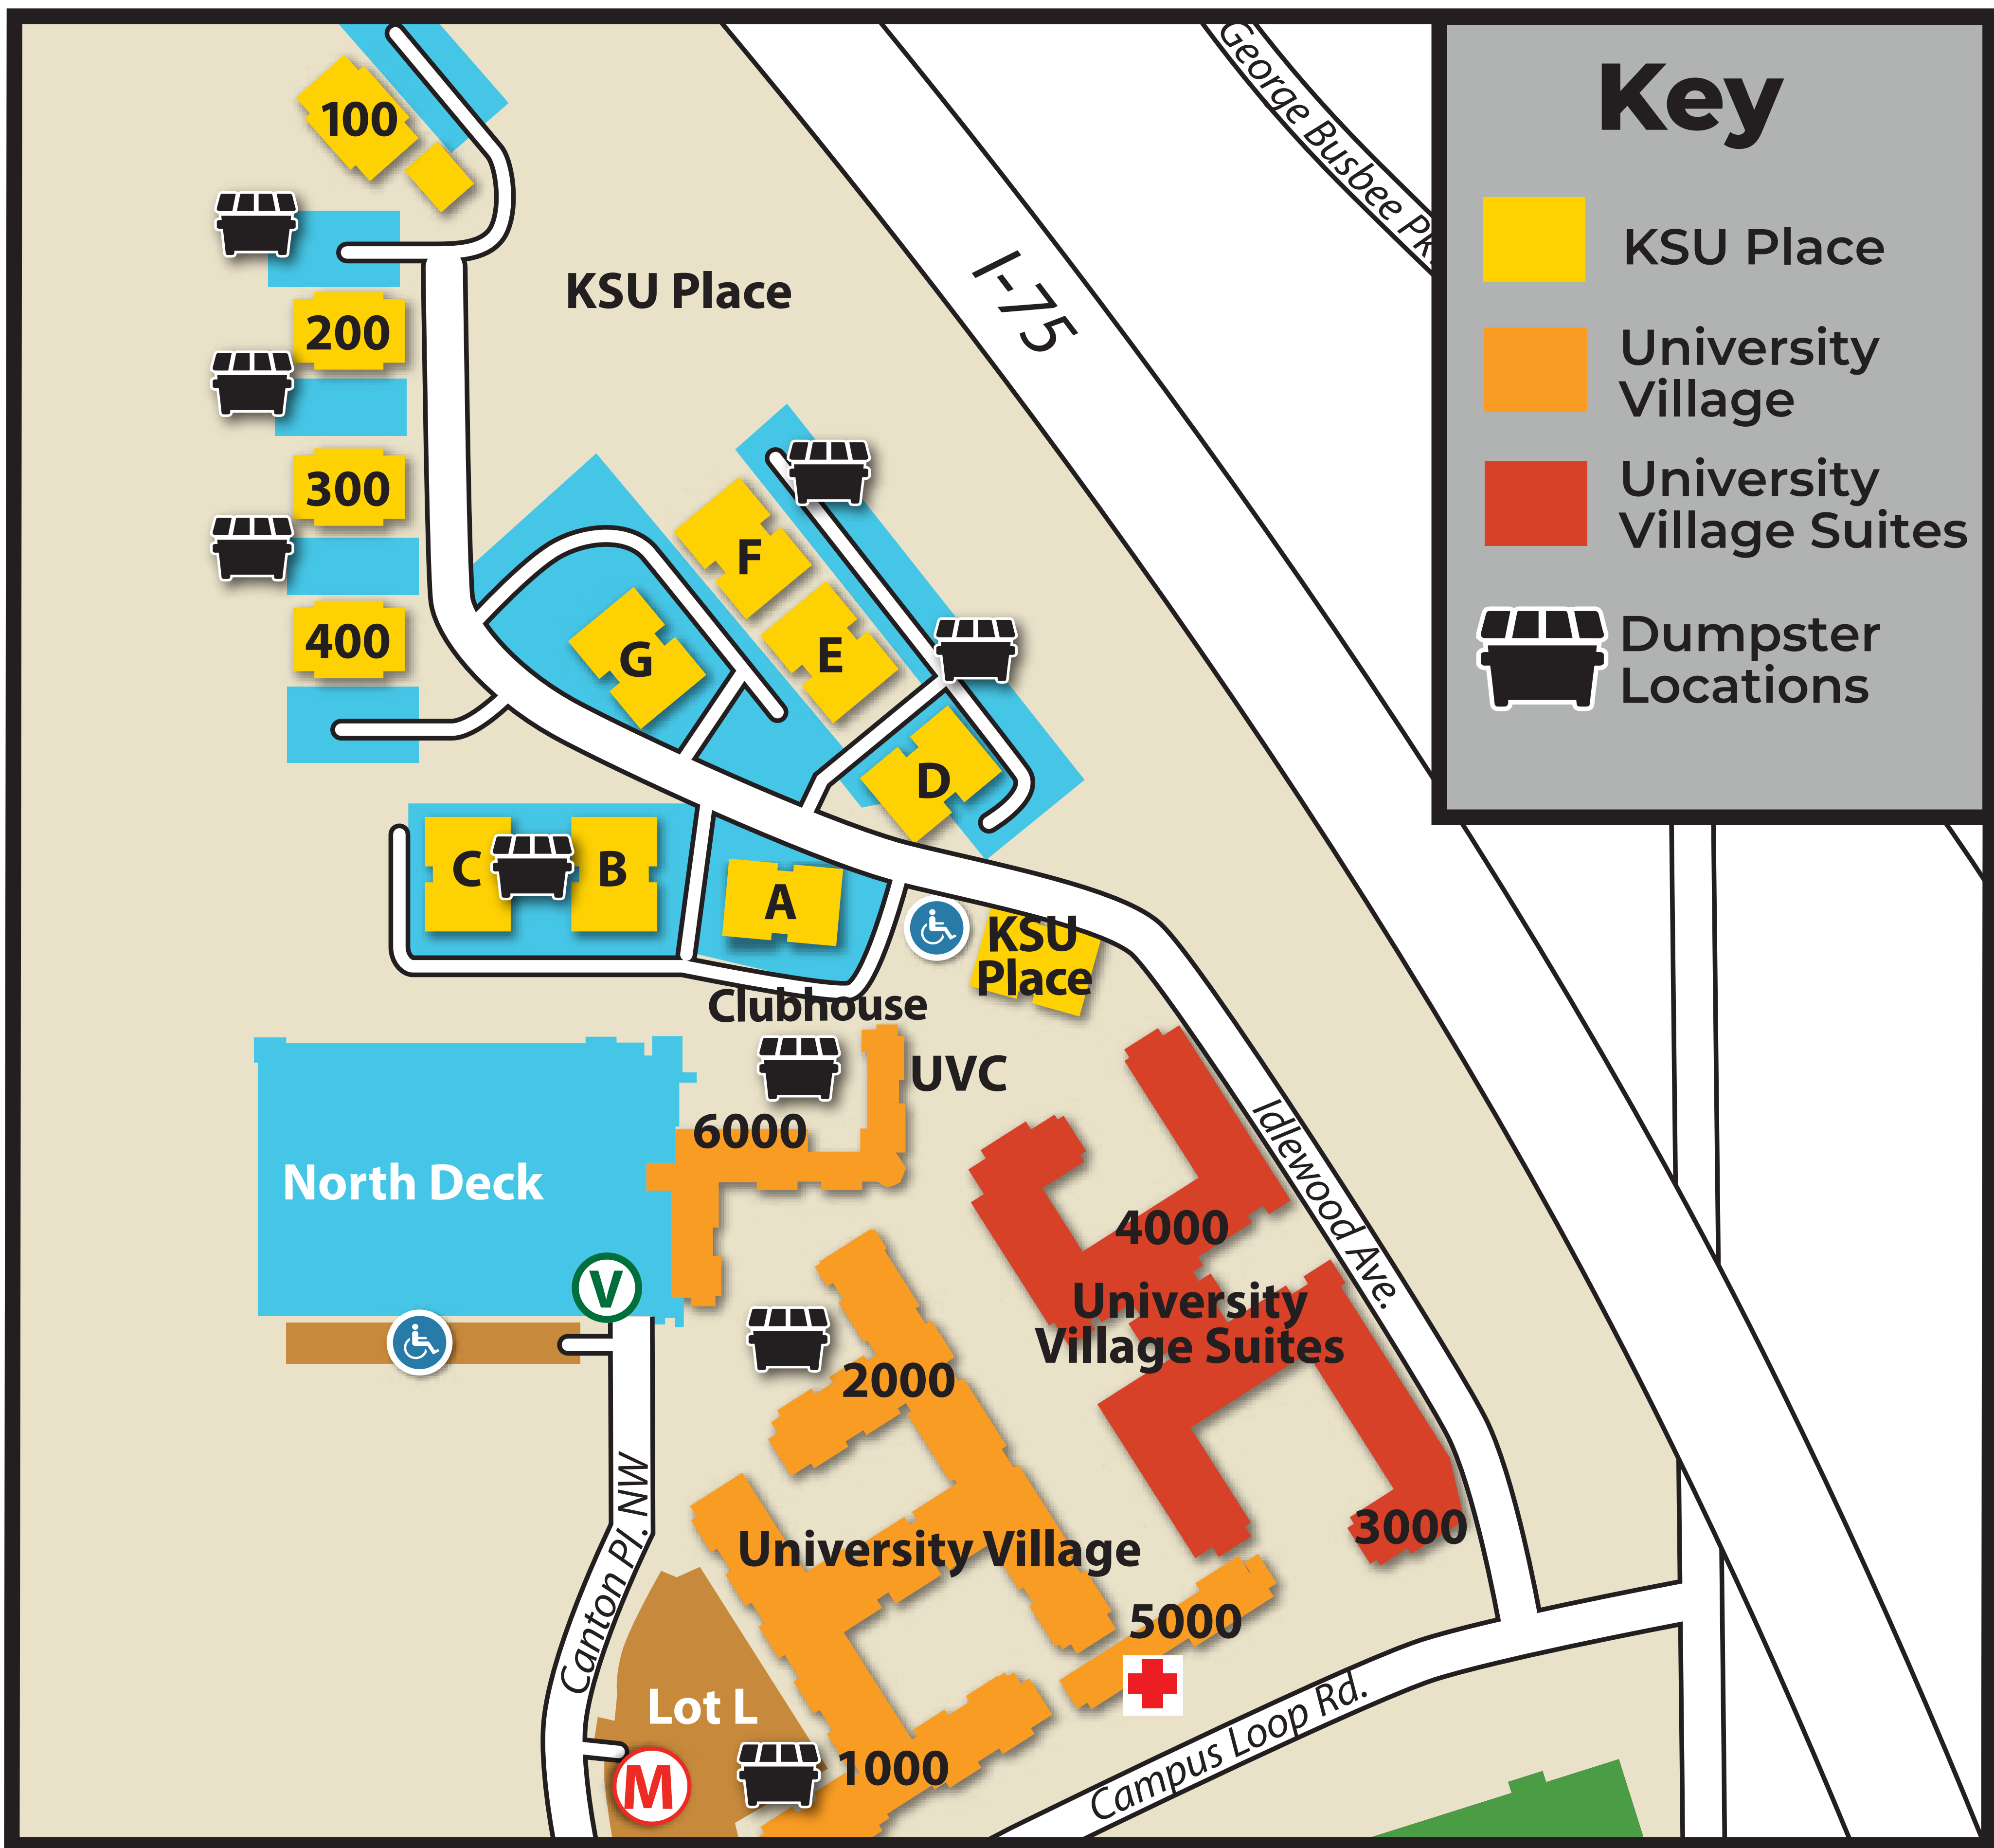 George Busbee Pk
Key
KSU Place
University
Village
University
Village Suites
Dumpster
Locations
100
KSU Place
I-75
200
300
400
F
E
G
D
C
B
A
KSU
Place
Clubhouse
UVC
6000
North Deck
V
4000
Idlewood Ave.
University
Village Suites
2000
Canton Pl. NW
University Village
3000
5000
Lot L
M
1000
Campus Loop Rd.